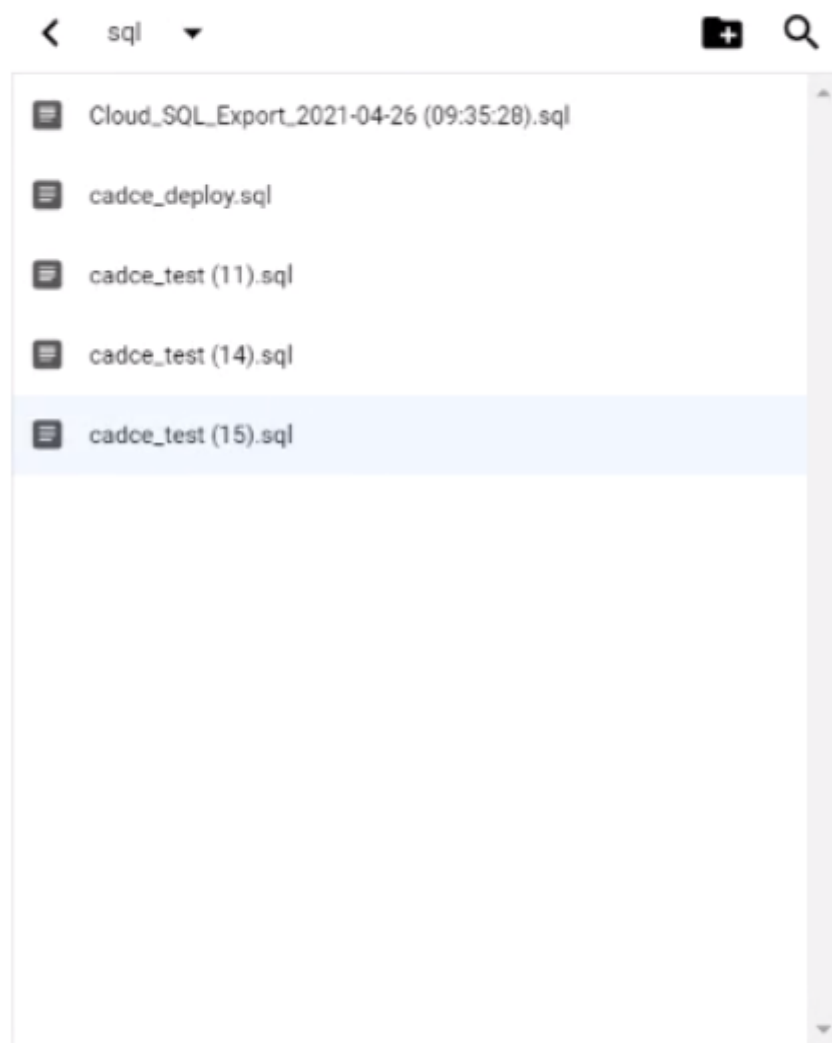 sql
Cloud_SQL_Export_2021-04-26 (09:35:28).sql
cadce_deploy.sql
cadce_test (11).sql
cadce_test (14).sql
cadce_test (15).sql